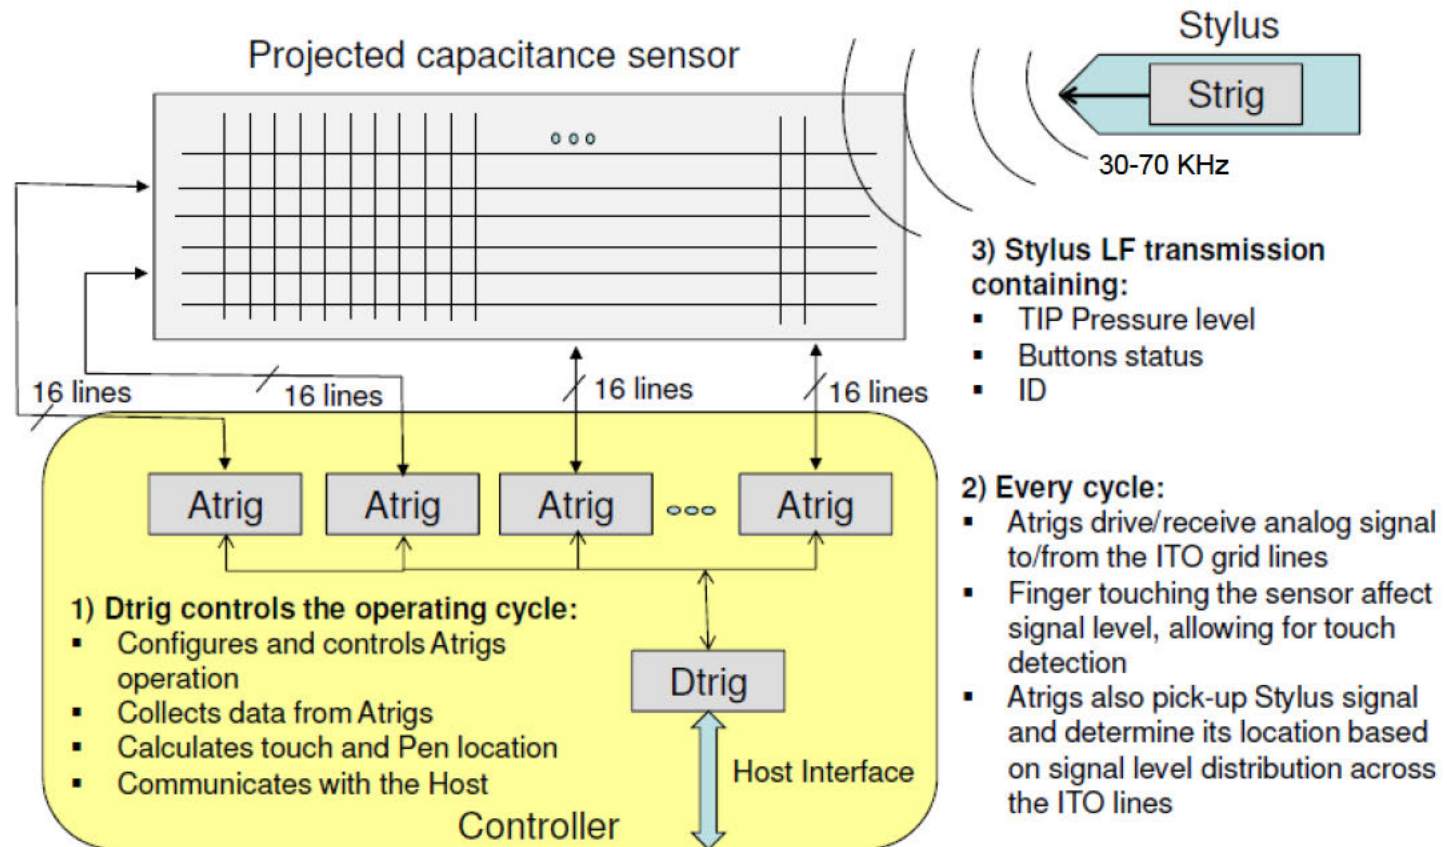 Stylus
Projected capacitance sensor
Strig
30-70 KHz
3) Stylus LF transmission
containing:
▪ TIP Pressure level
▪ Buttons status
▪ ID
16 lines
16 lines
16 lines
16 lines
Atrig
Atrig
Atrig
Atrig
2) Every cycle:
▪ Atrigs drive/receive analog signal
to/from the ITO grid lines
▪ Finger touching the sensor affect
signal level, allowing for touch
detection
▪ Atrigs also pick-up Stylus signal
and determine its location based
on signal level distribution across
the ITO lines
1) Dtrig controls the operating cycle:
▪ Configures and controls Atrigs
operation
▪ Collects data from Atrigs
▪ Calculates touch and Pen location
▪ Communicates with the Host
Dtrig
Host Interface
Controller